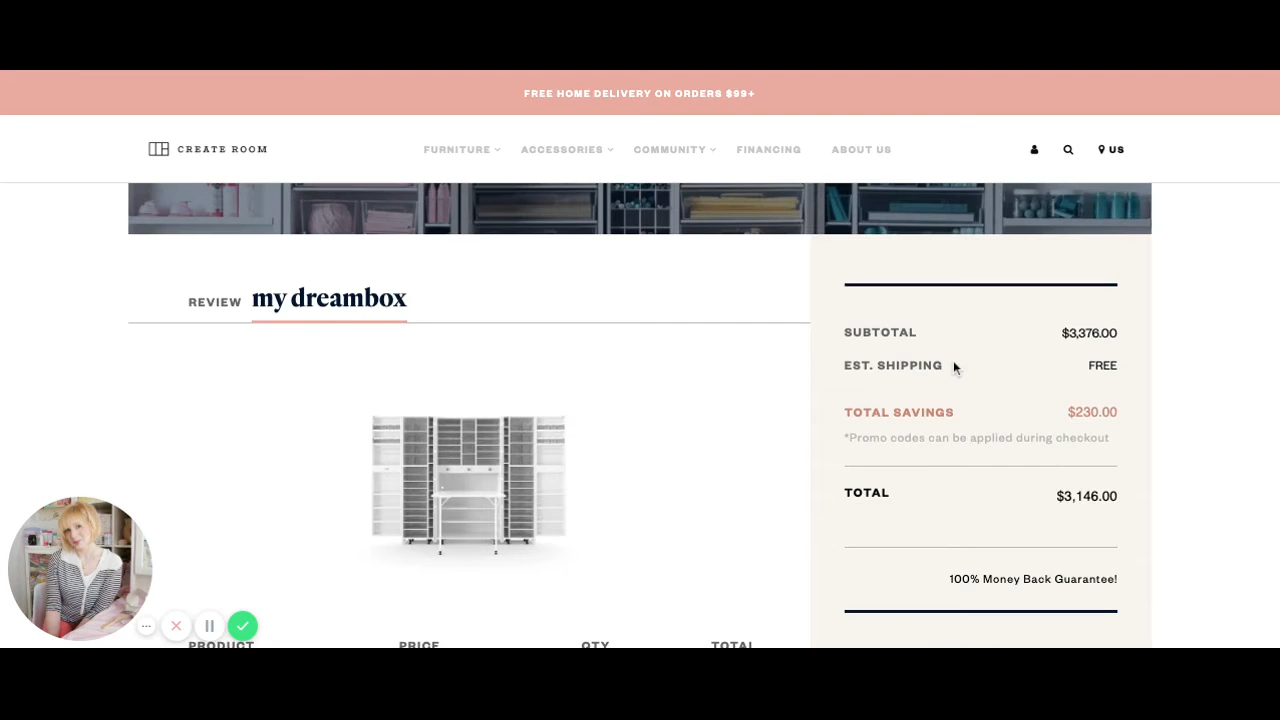 FREE HOME DELIVERY ON ORDERS $99+
CREATE ROOM
FURNITURE
ACCESSORIES
COMMUNITY
FINANCING
ABOUT US
US
REVIEW my dreambox
SUBTOTAL $3,376.00
EST. SHIPPING FREE
TOTAL SAVINGS $230.00
*Promo codes can be applied during checkout
TOTAL $3,146.00
100% Money Back Guarantee!
PRODUCT PRICE QTY TOTAL